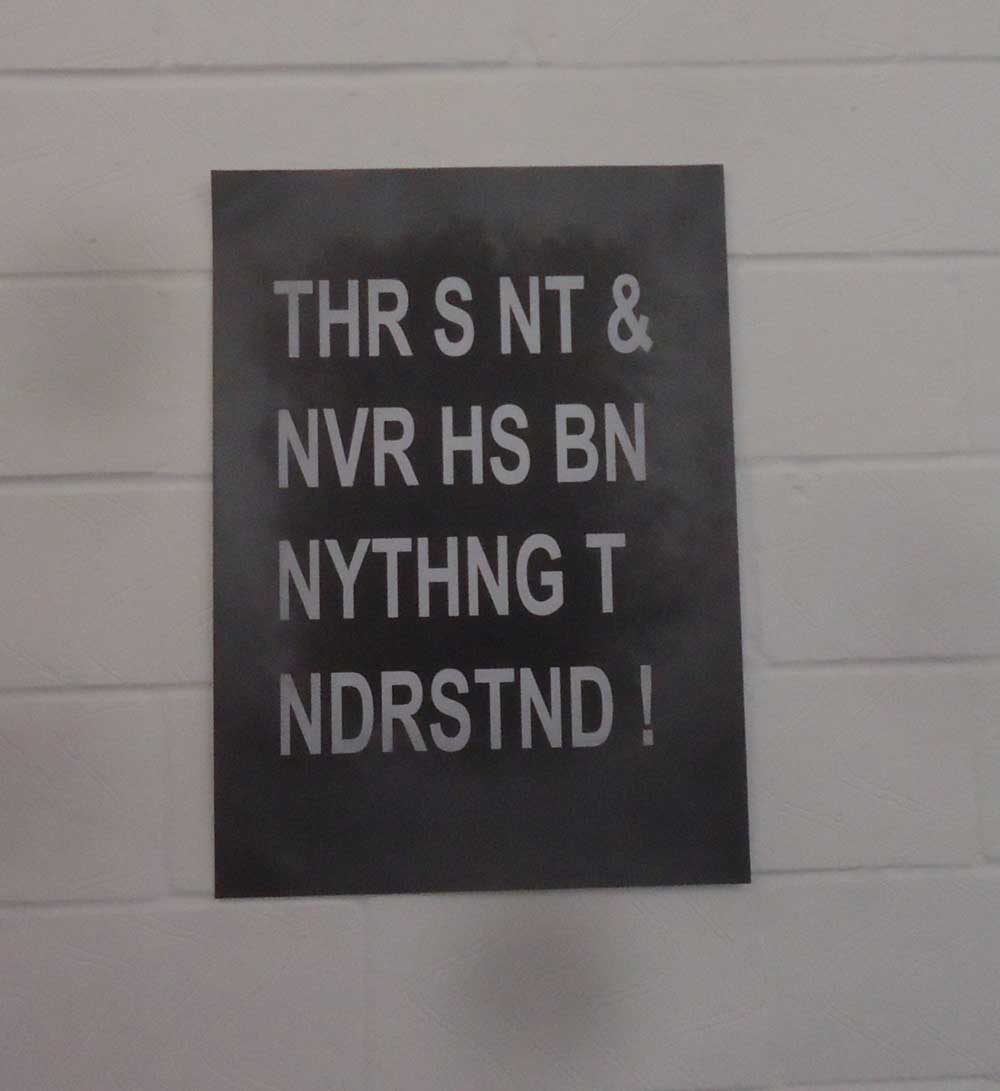 THR S NT &
NVR HS BN
NYTHNG T
NDRSTND !